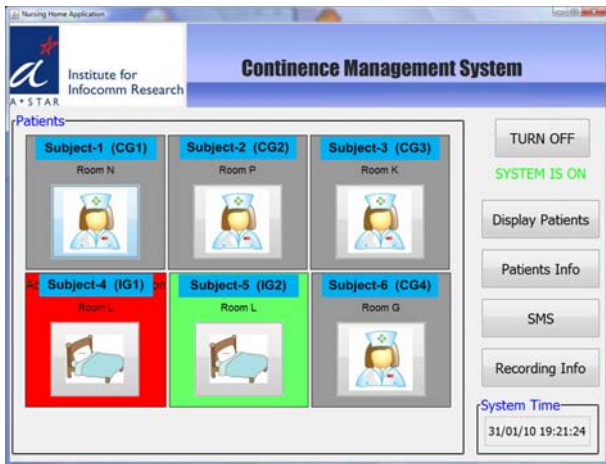 Nursing Home Application
A*STAR
Institute for
Infocomm Research
Continence Management System
Patients
Subject-1 (CG1)
Room N
Subject-2 (CG2)
Room P
Subject-3 (CG3)
Room K
Subject-4 (IG1)
Room L
Subject-5 (IG2)
Room L
Subject-6 (CG4)
Room G
TURN OFF
SYSTEM IS ON
Display Patients
Patients Info
SMS
Recording Info
System Time
31/01/10 19:21:24